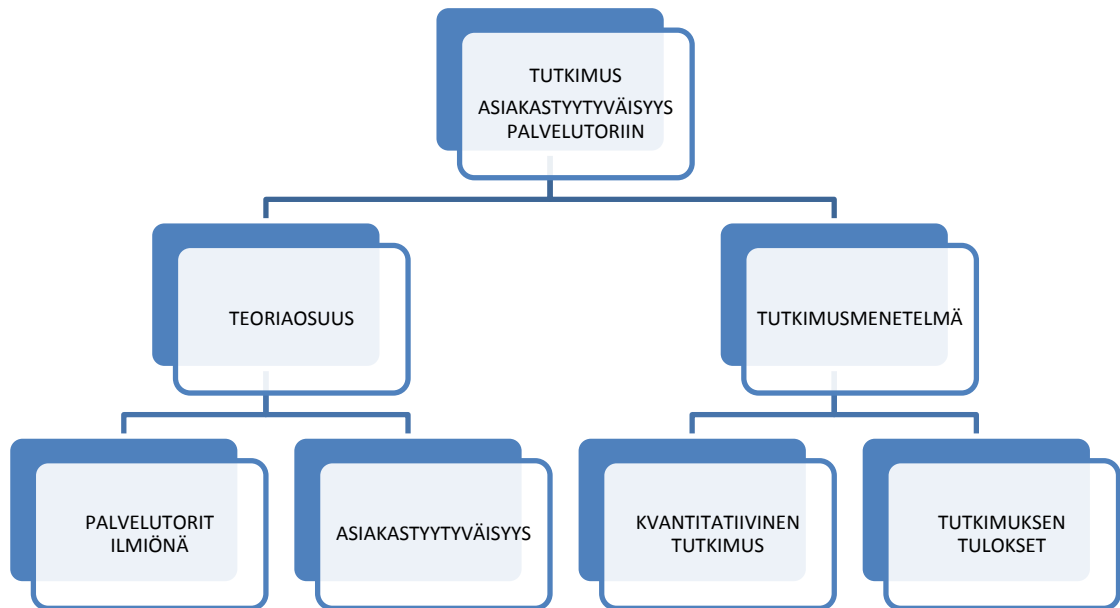 TUTKIMUS
ASIAKASTYYTYVÄISYYS
PALVELUTORIIN
TEORIAOSUUS
TUTKIMUSMENETELMÄ
PALVELUTORIT
ILMIÖNÄ
ASIAKASTYYTYVÄISYYS
KVANTITATIIVINEN
TUTKIMUS
TUTKIMUKSEN
TULOKSET